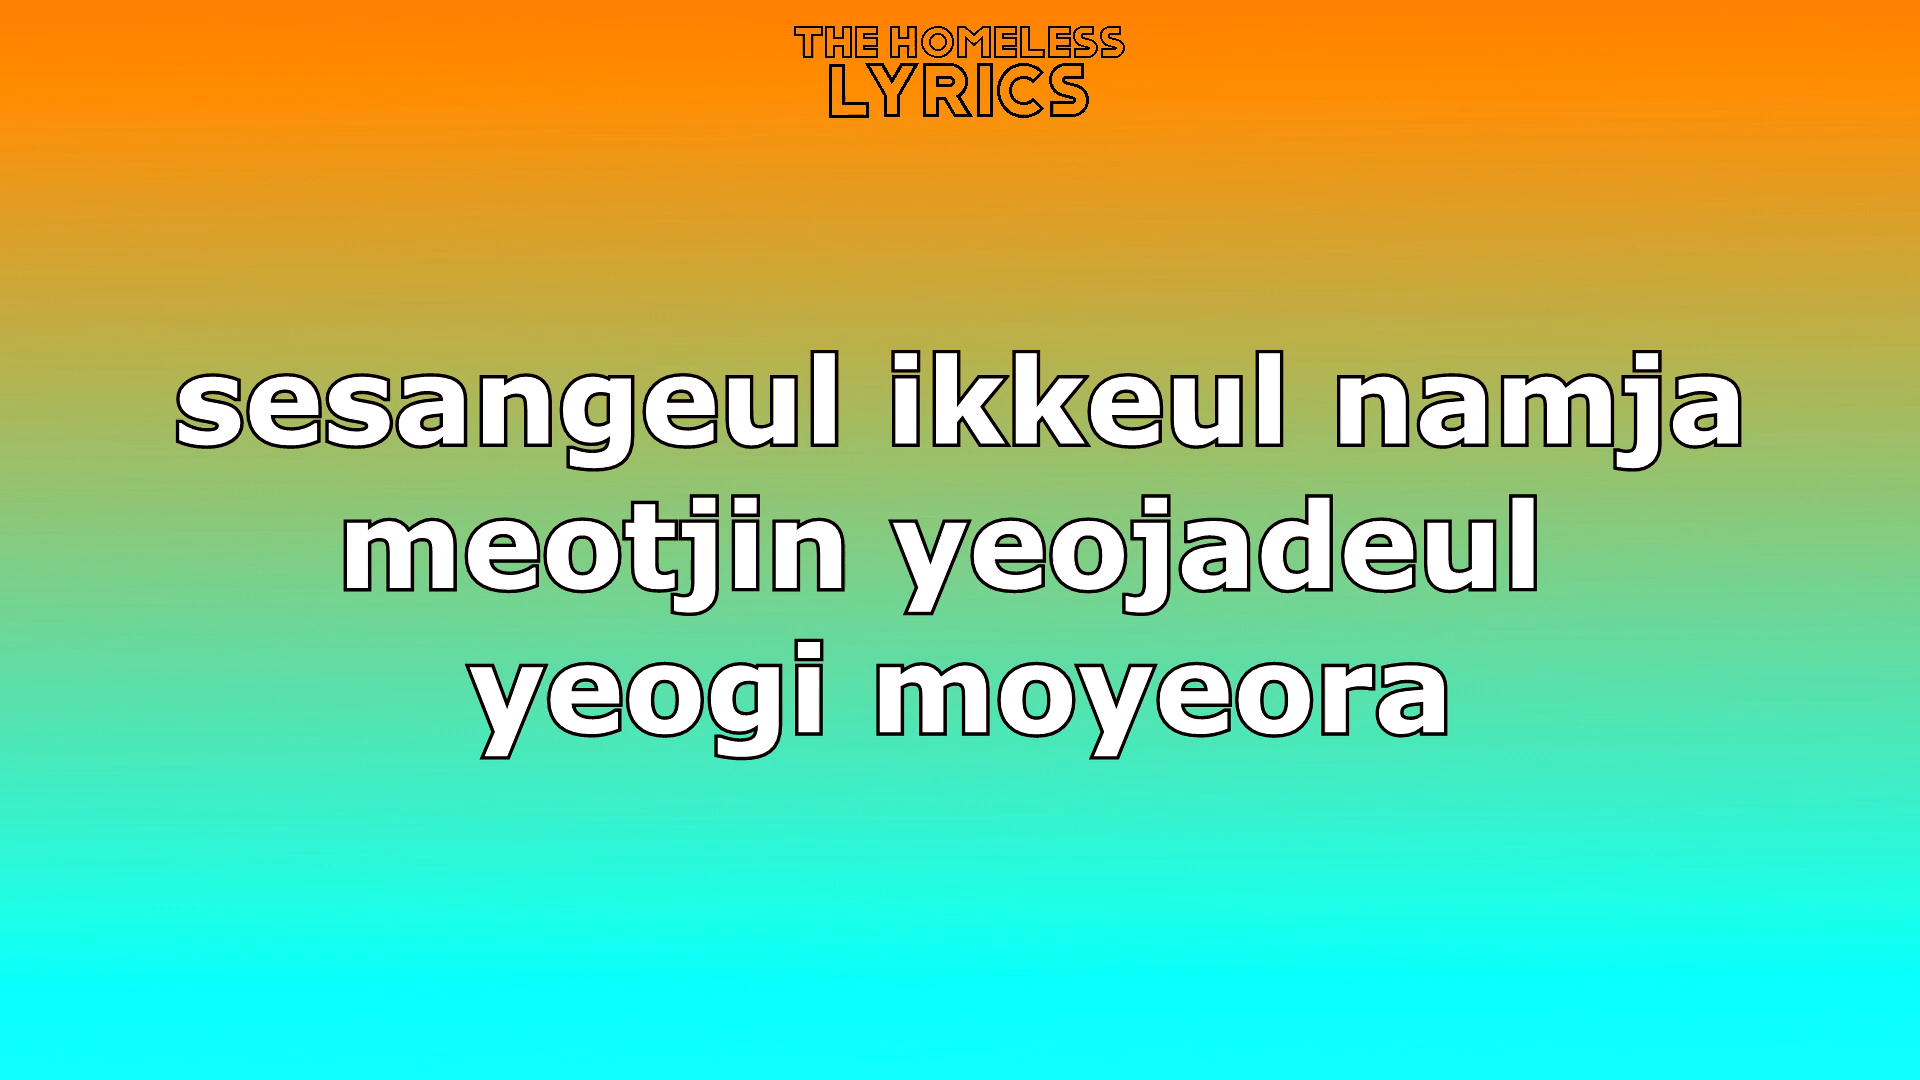 THE HOMELESS
LYRICS
sesangeul ikkeul namja
meotjin yeojadeul
yeogi moyeora